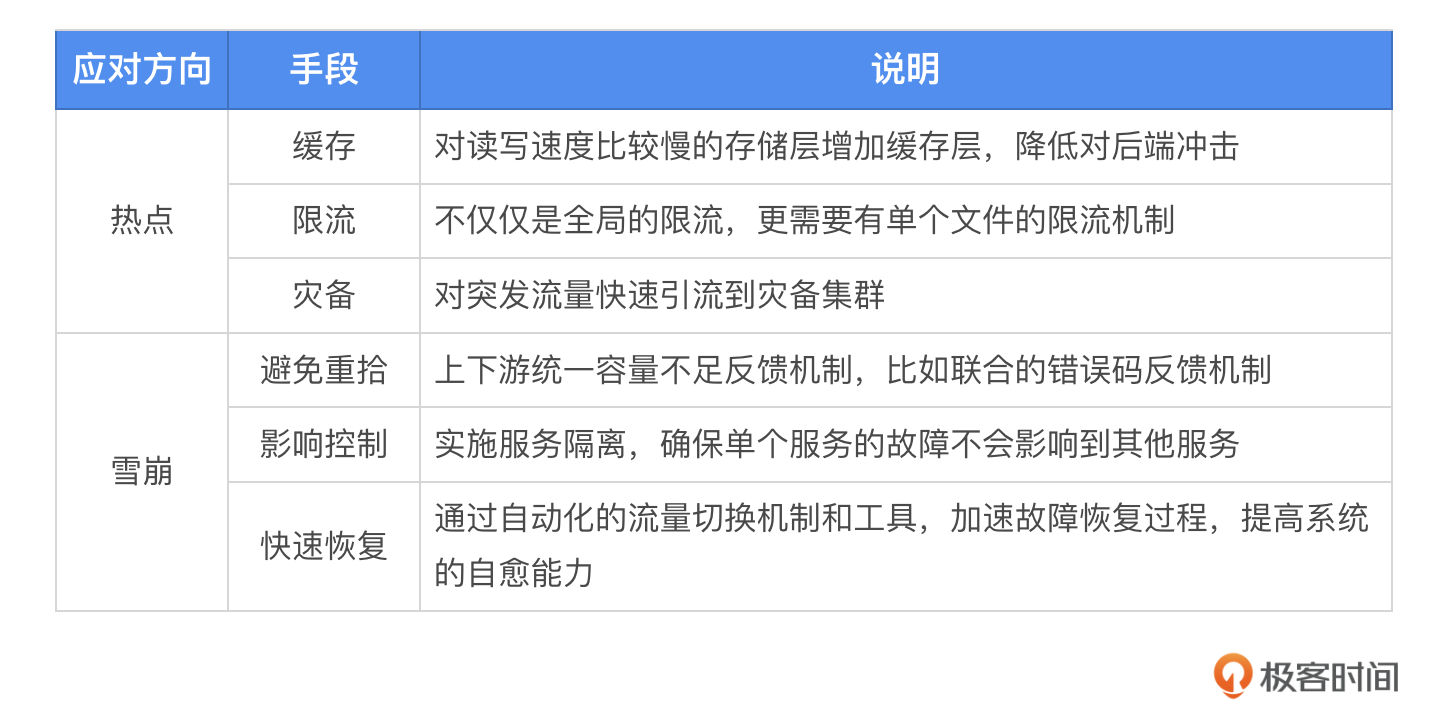 应对方向 手段 说明
缓存 对读写速度比较慢的存储层增加缓存层，降低对后端冲击
热点 限流 不仅仅是全局的限流，更需要有单个文件的限流机制
灾备 对突发流量快速引流到灾备集群
避免重拾 上下游统一容量不足反馈机制，比如联合的错误码反馈机制
雪崩 影响控制 实施服务隔离，确保单个服务的故障不会影响到其他服务
快速恢复 通过自动化的流量切换机制和工具，加速故障恢复过程，提高系统
的自愈能力
极客时间